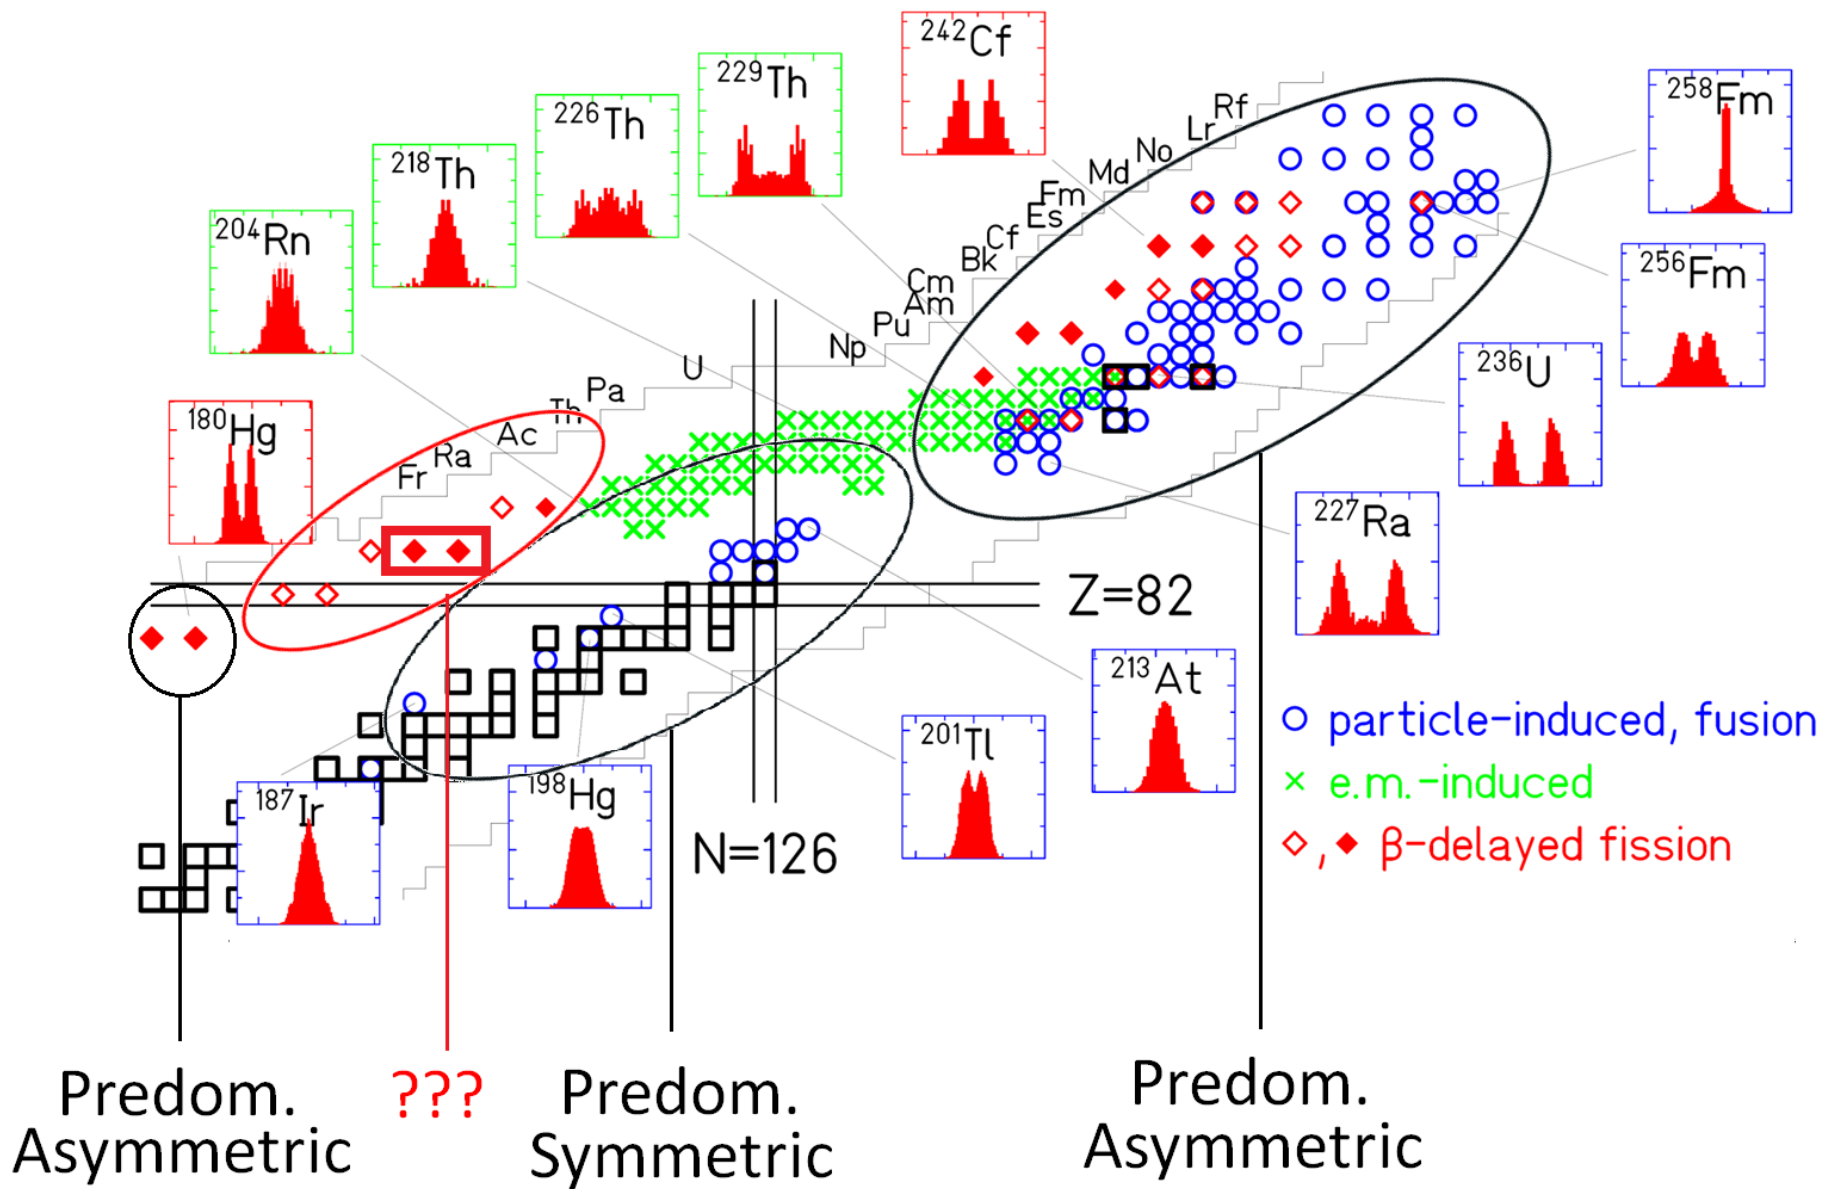 242Cf
229Th
258Fm
226Th
Rf
Lr
218Th
No
Md
Fm
204Rn
Es
Cf
256Fm
Bk
Cm
Am
Pu
Np
236U
U
Pa
180Hg
Th
Ac
Ra
Fr
227Ra
Z=82
213At
particle-induced, fusion
201Tl
e.m.-induced
198Hg
187Ir
N=126
, β-delayed fission
Predom.
Asymmetric
???
Predom.
Symmetric
Predom.
Asymmetric